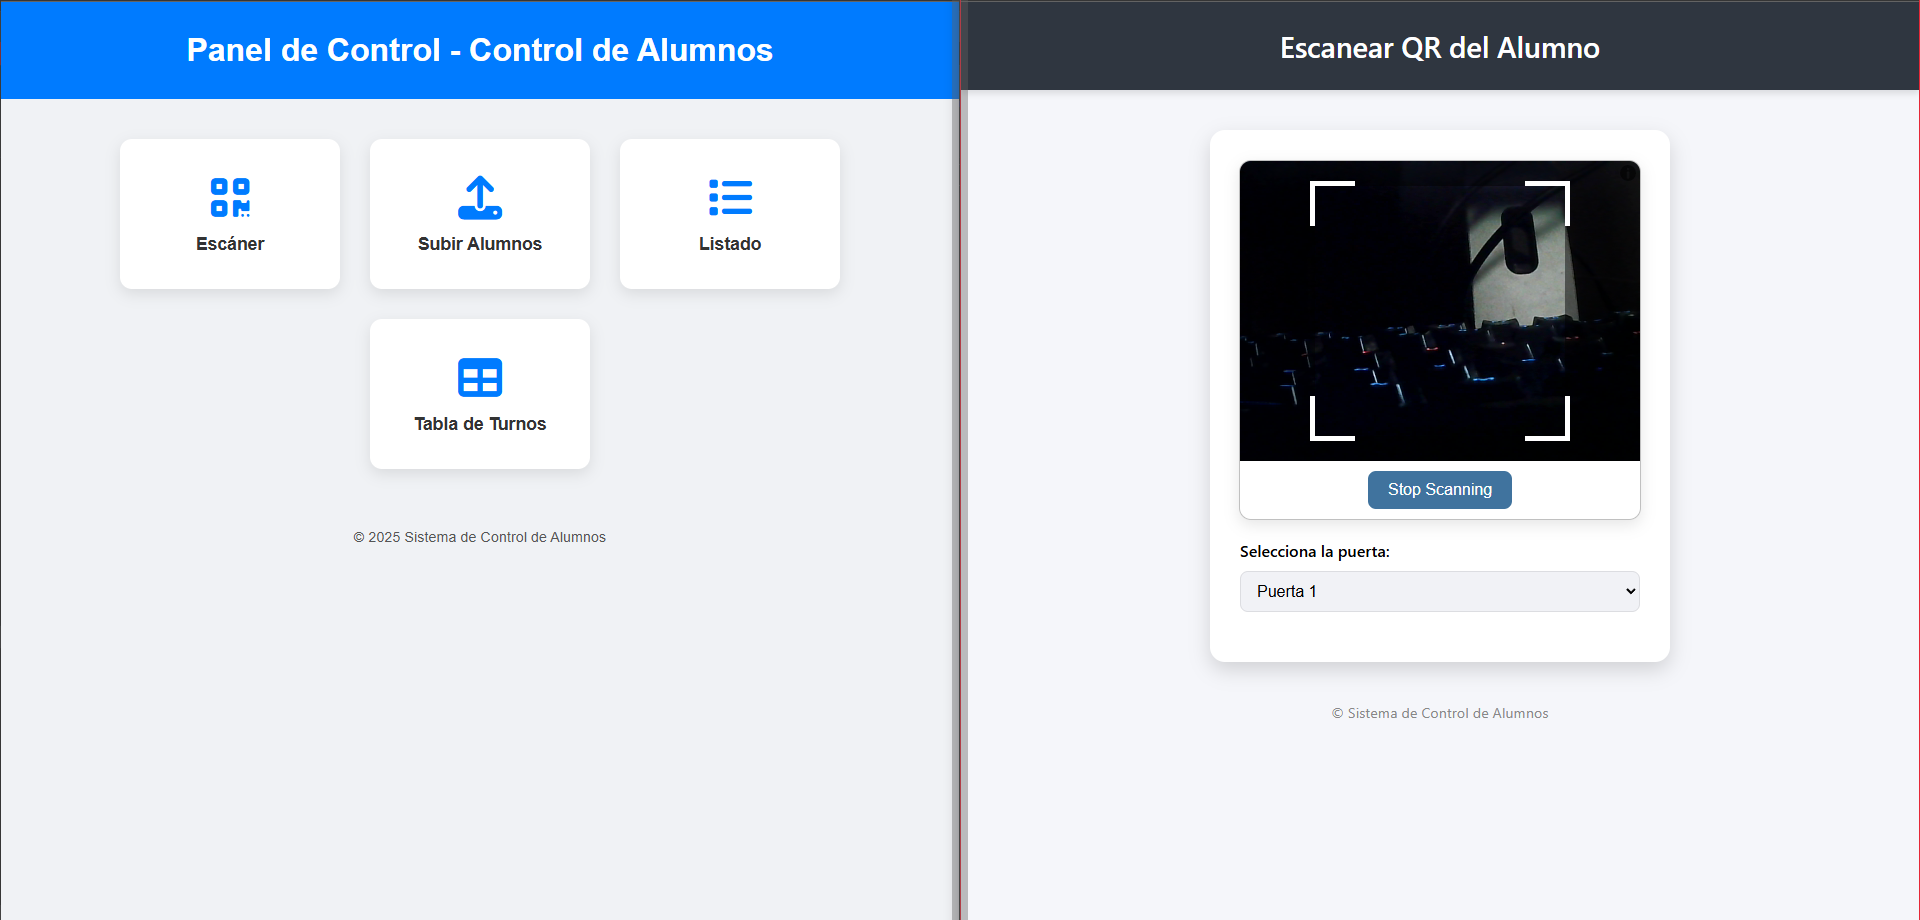 Panel de Control - Control de Alumnos
Escáner
Subir Alumnos
Listado
Tabla de Turnos
© 2025 Sistema de Control de Alumnos
Escanear QR del Alumno
Stop Scanning
Selecciona la puerta:
Puerta 1
© Sistema de Control de Alumnos